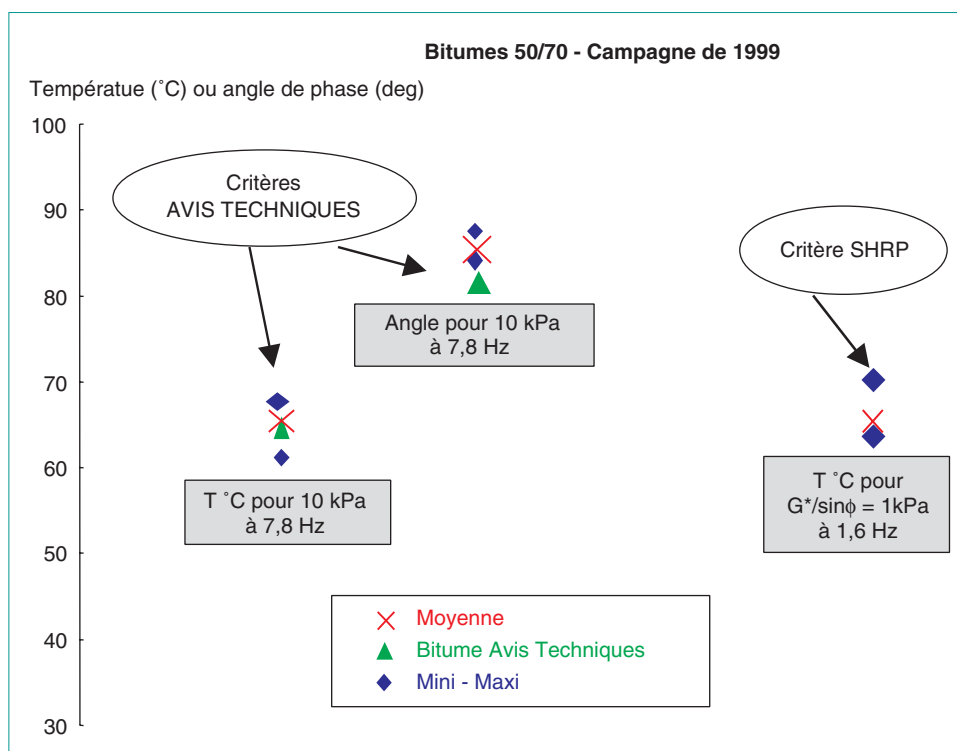 Bitumes 50/70 - Campagne de 1999
Températue (˚C) ou angle de phase (deg)
100
90
80
70
60
50
40
30
Critères
AVIS TECHNIQUES
Critère SHRP
Angle pour 10 kPa
à 7,8 Hz
T ˚C pour 10 kPa
à 7,8 Hz
T ˚C pour
G*/sinϕ = 1kPa
à 1,6 Hz
Moyenne
Bitume Avis Techniques
Mini - Maxi